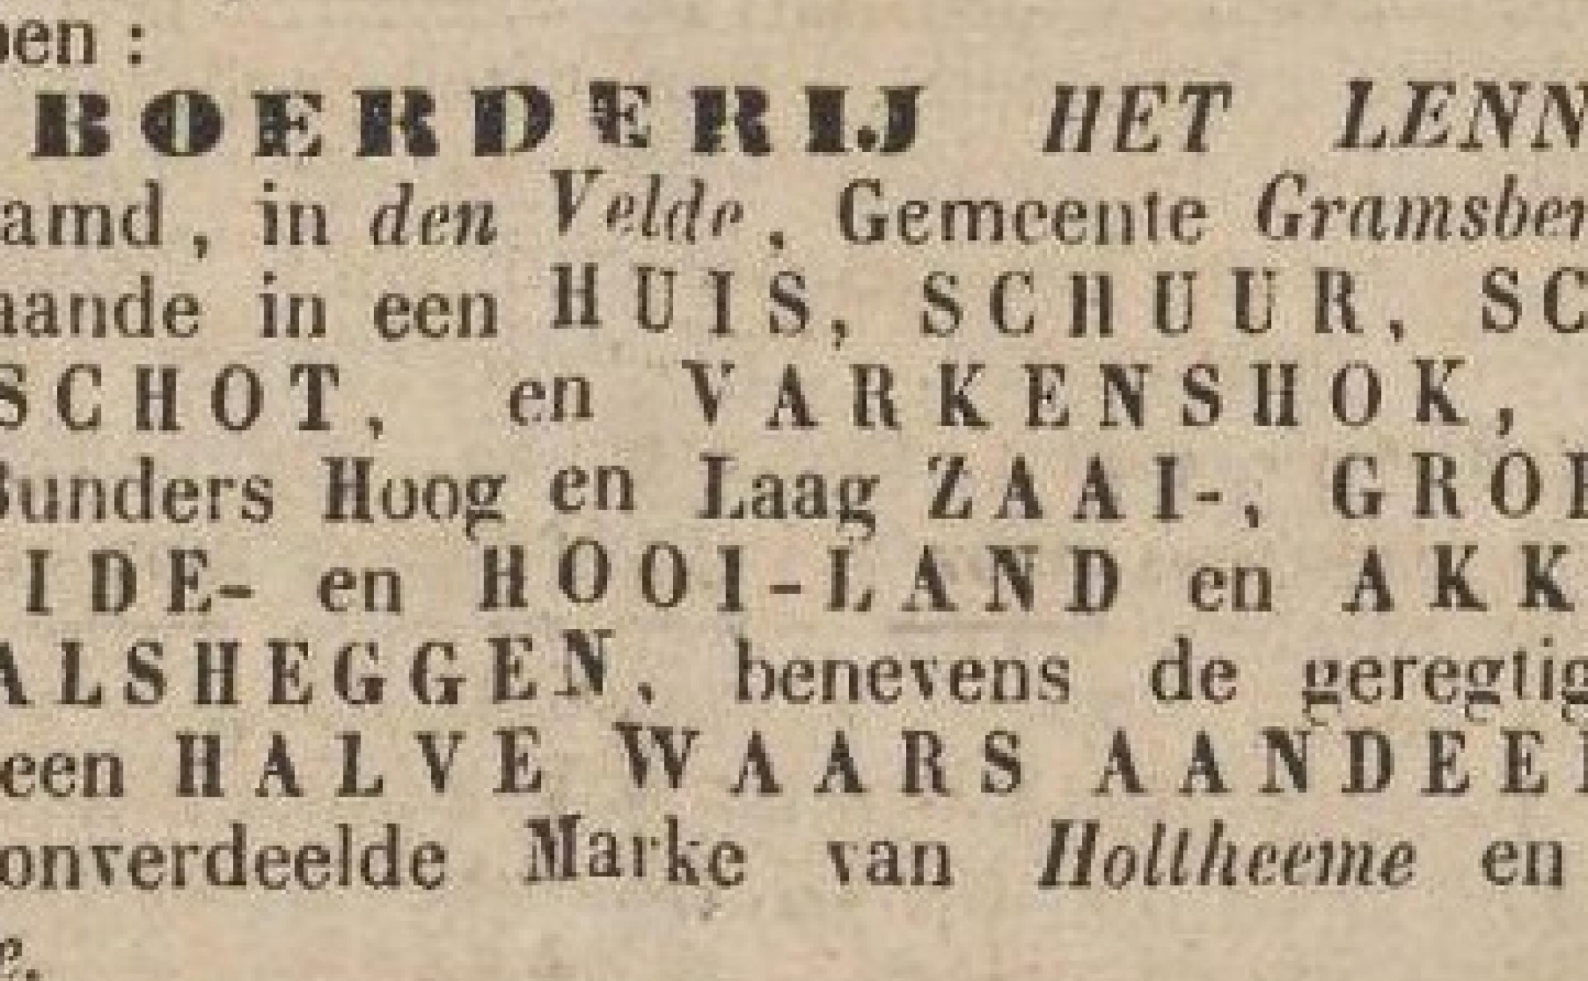 pen :
BOERDERIJ HET LENN
amd, in den Velde, Gemeente Gramsber
aande in een HUIS, SCHUUR, SC
SCHOT, en VARKENSHOK,
Bunders Hoog en Laag ZAAI-, GROE
IDE- en HOOI-LAND en AKK
ALSHEGGEN, benevens de geregtig
een HALVE WAARS AANDEEL
onverdeelde Marke van Holtheeme en
e.